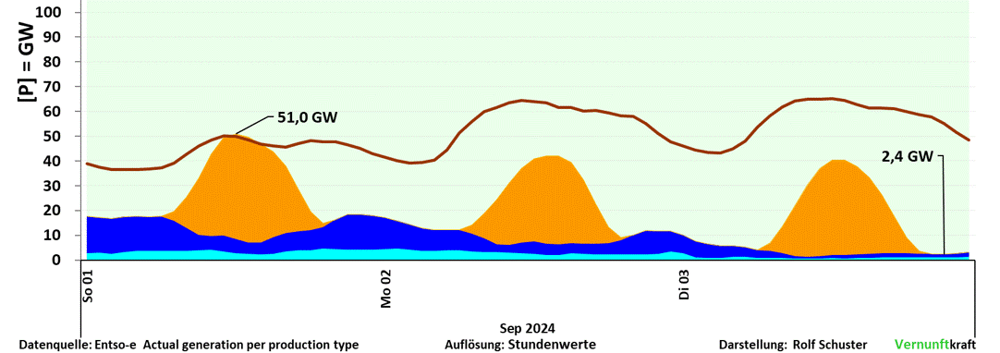 100
90
80
70
60
50
40
30
20
10
0
[P] = GW
51,0 GW
2,4 GW
So 01
Mo 02
Di 03
Sep 2024
Datenquelle: Entso-e Actual generation per production type
Auflösung: Stundenwerte
Darstellung: Rolf Schuster
Vernunftkraft